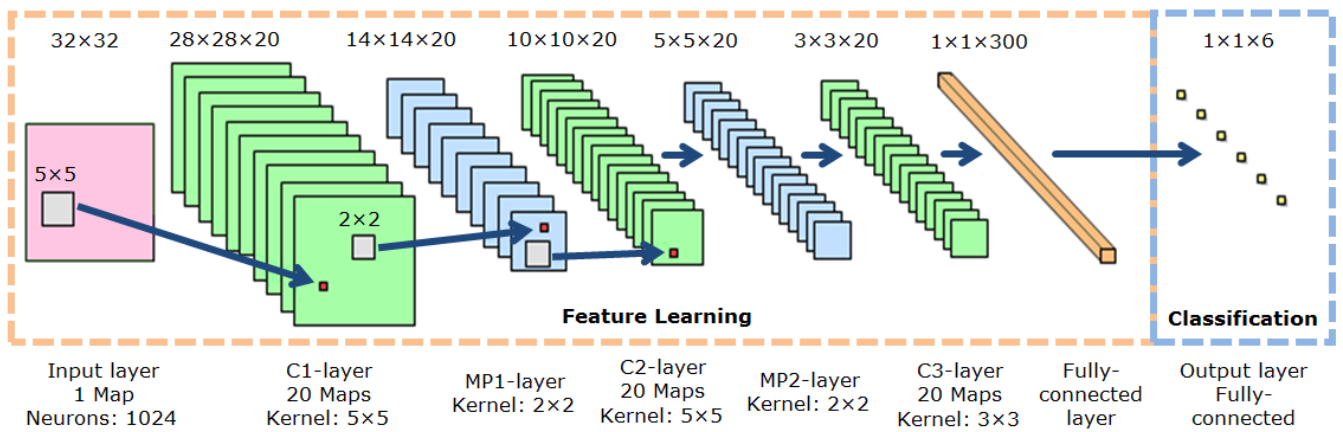 32×32
28×28×20
14×14×20
10×10×20
5×5×20
3×3×20
1×1×300
1×1×6
5×5
2×2
Feature Learning
Classification
Input layer
1 Map
Neurons: 1024
C1-layer
20 Maps
Kernel: 5×5
MP1-layer
Kernel: 2×2
C2-layer
20 Maps
Kernel: 5×5
MP2-layer
Kernel: 2×2
C3-layer
20 Maps
Kernel: 3×3
Fully-
connected
layer
Output layer
Fully-
connected